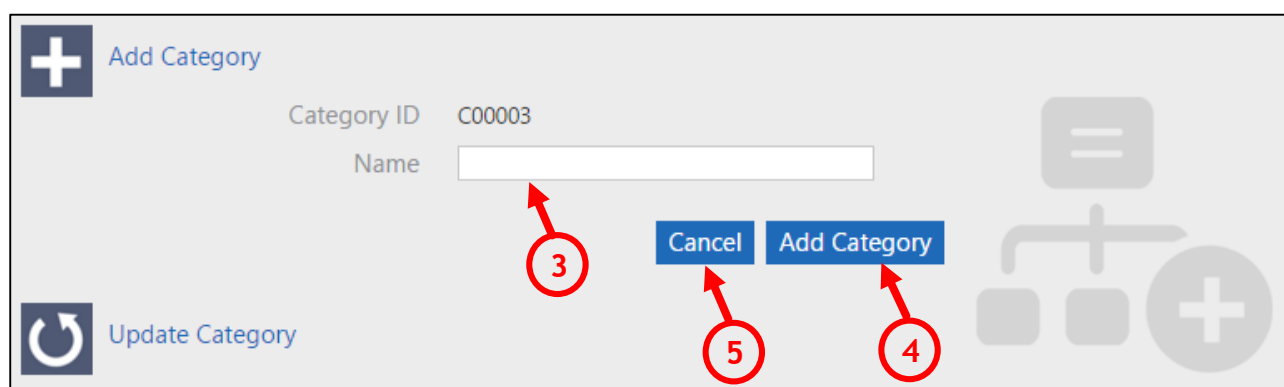 Add Category
Category ID C00003
Name
3
Cancel Add Category
5 4
Update Category